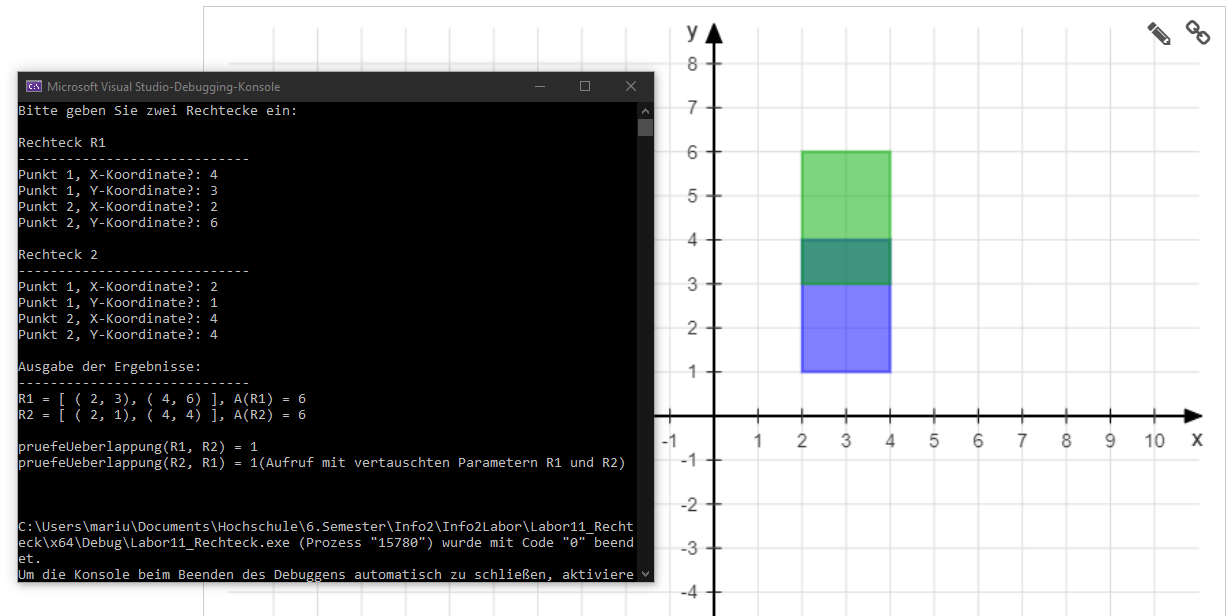 Microsoft Visual Studio-Debugging-Konsole
Bitte geben Sie zwei Rechtecke ein:
Rechteck R1
-----------------------------
Punkt 1, X-Koordinate?: 4
Punkt 1, Y-Koordinate?: 3
Punkt 2, X-Koordinate?: 2
Punkt 2, Y-Koordinate?: 6
Rechteck 2
-----------------------------
Punkt 1, X-Koordinate?: 2
Punkt 1, Y-Koordinate?: 1
Punkt 2, X-Koordinate?: 4
Punkt 2, Y-Koordinate?: 4
Ausgabe der Ergebnisse:
-----------------------------
R1 = [ ( 2, 3), ( 4, 6) ], A(R1) = 6
R2 = [ ( 2, 1), ( 4, 4) ], A(R2) = 6
pruefeUeberlappung(R1, R2) = 1
pruefeUeberlappung(R2, R1) = 1(Aufruf mit vertauschten Parametern R1 und R2)
C:\Users\mariu\Documents\Hochschule\6.Semester\Info2\Info2Labor\Labor11_Recht
eck\x64\Debug\Labor11_Rechteck.exe (Prozess "15780") wurde mit Code "0" beend
et.
Um die Konsole beim Beenden des Debuggens automatisch zu schließen, aktiviere
y
8
7
6
5
4
3
2
1
-1 1 2 3 4 5 6 7 8 9 10 x
-1
-2
-3
-4